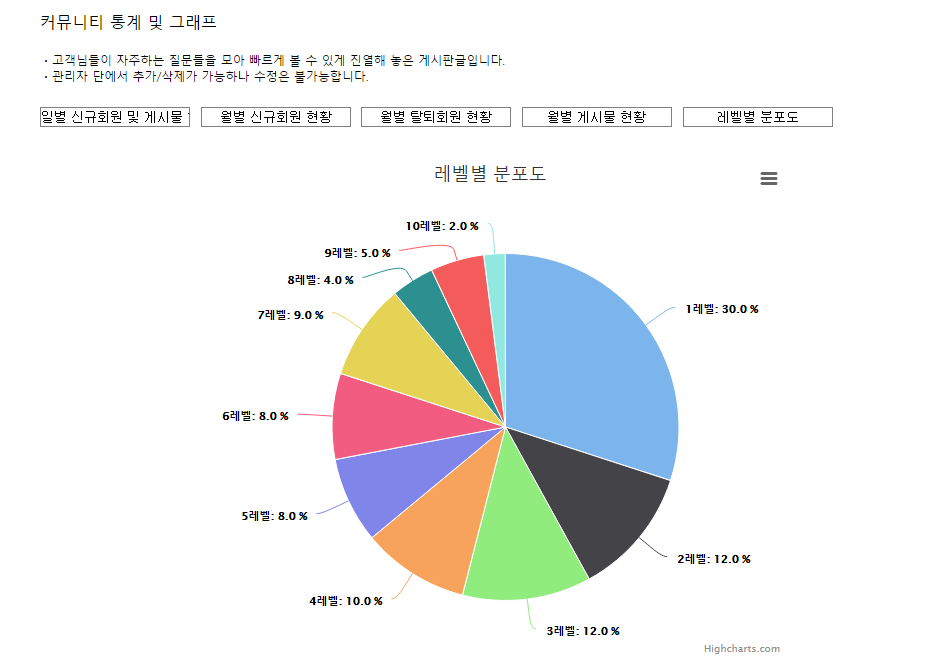 커뮤니티 통계 및 그래프
· 고객님들이 자주하는 질문들을 모아 빠르게 볼 수 있게 진열해 놓은 게시판글입니다.
· 관리자 단에서 추가/삭제가 가능하나 수정은 불가능합니다.
일별 신규회원 및 게시물
월별 신규회원 현황
월별 탈퇴회원 현황
월별 게시물 현황
레벨별 분포도
레벨별 분포도
10레벨: 2.0 %
9레벨: 5.0 %
8레벨: 4.0 %
1레벨: 30.0 %
7레벨: 9.0 %
6레벨: 8.0 %
5레벨: 8.0 %
2레벨: 12.0 %
4레벨: 10.0 %
3레벨: 12.0 %
Highcharts.com